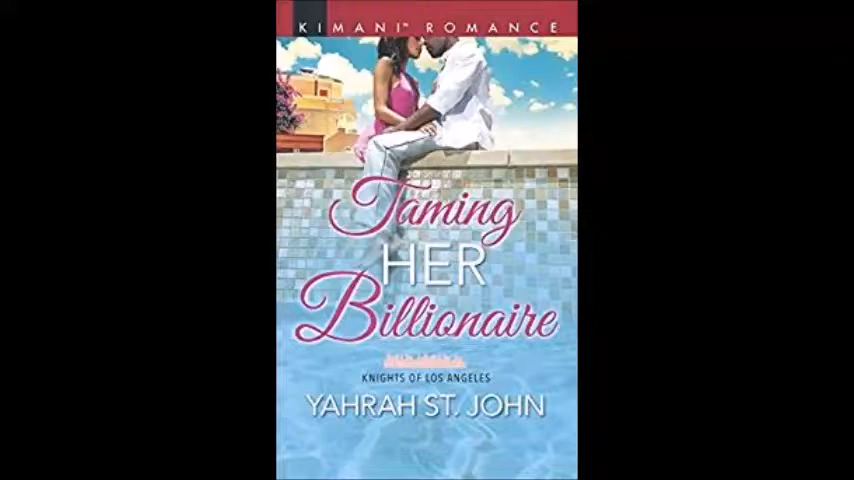 KIMANI™ ROMANCE
Taming
HER
Billionaire
KNIGHTS OF LOS ANGELES
YAHRAH ST. JOHN